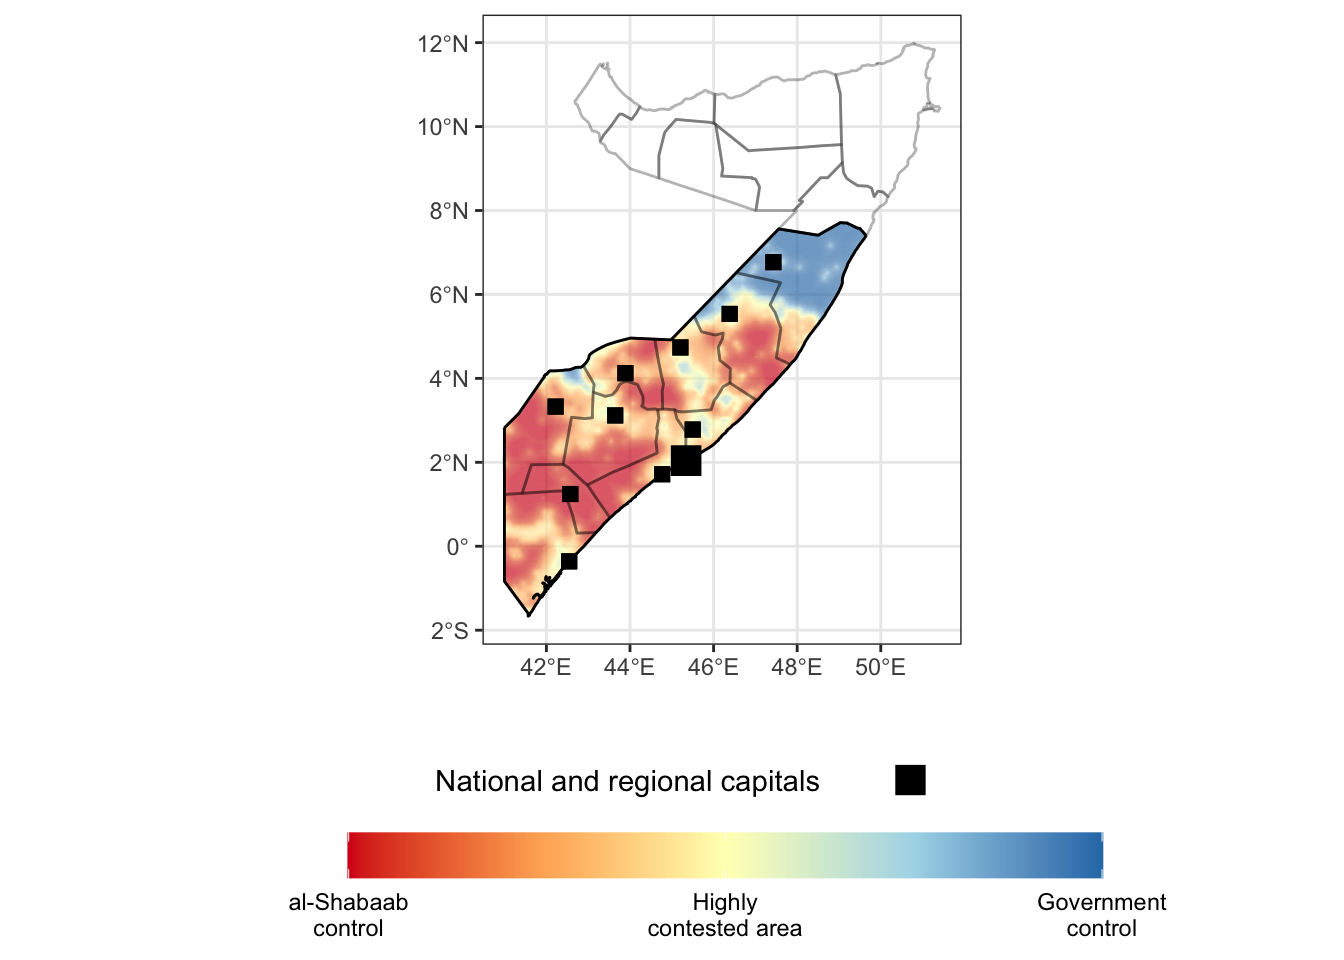 12°N
10°N
8°N
6°N
4°N
2°N
0°
2°S
42°E 44°E 46°E 48°E 50°E
National and regional capitals
al-Shabaab control
Highly contested area
Government control